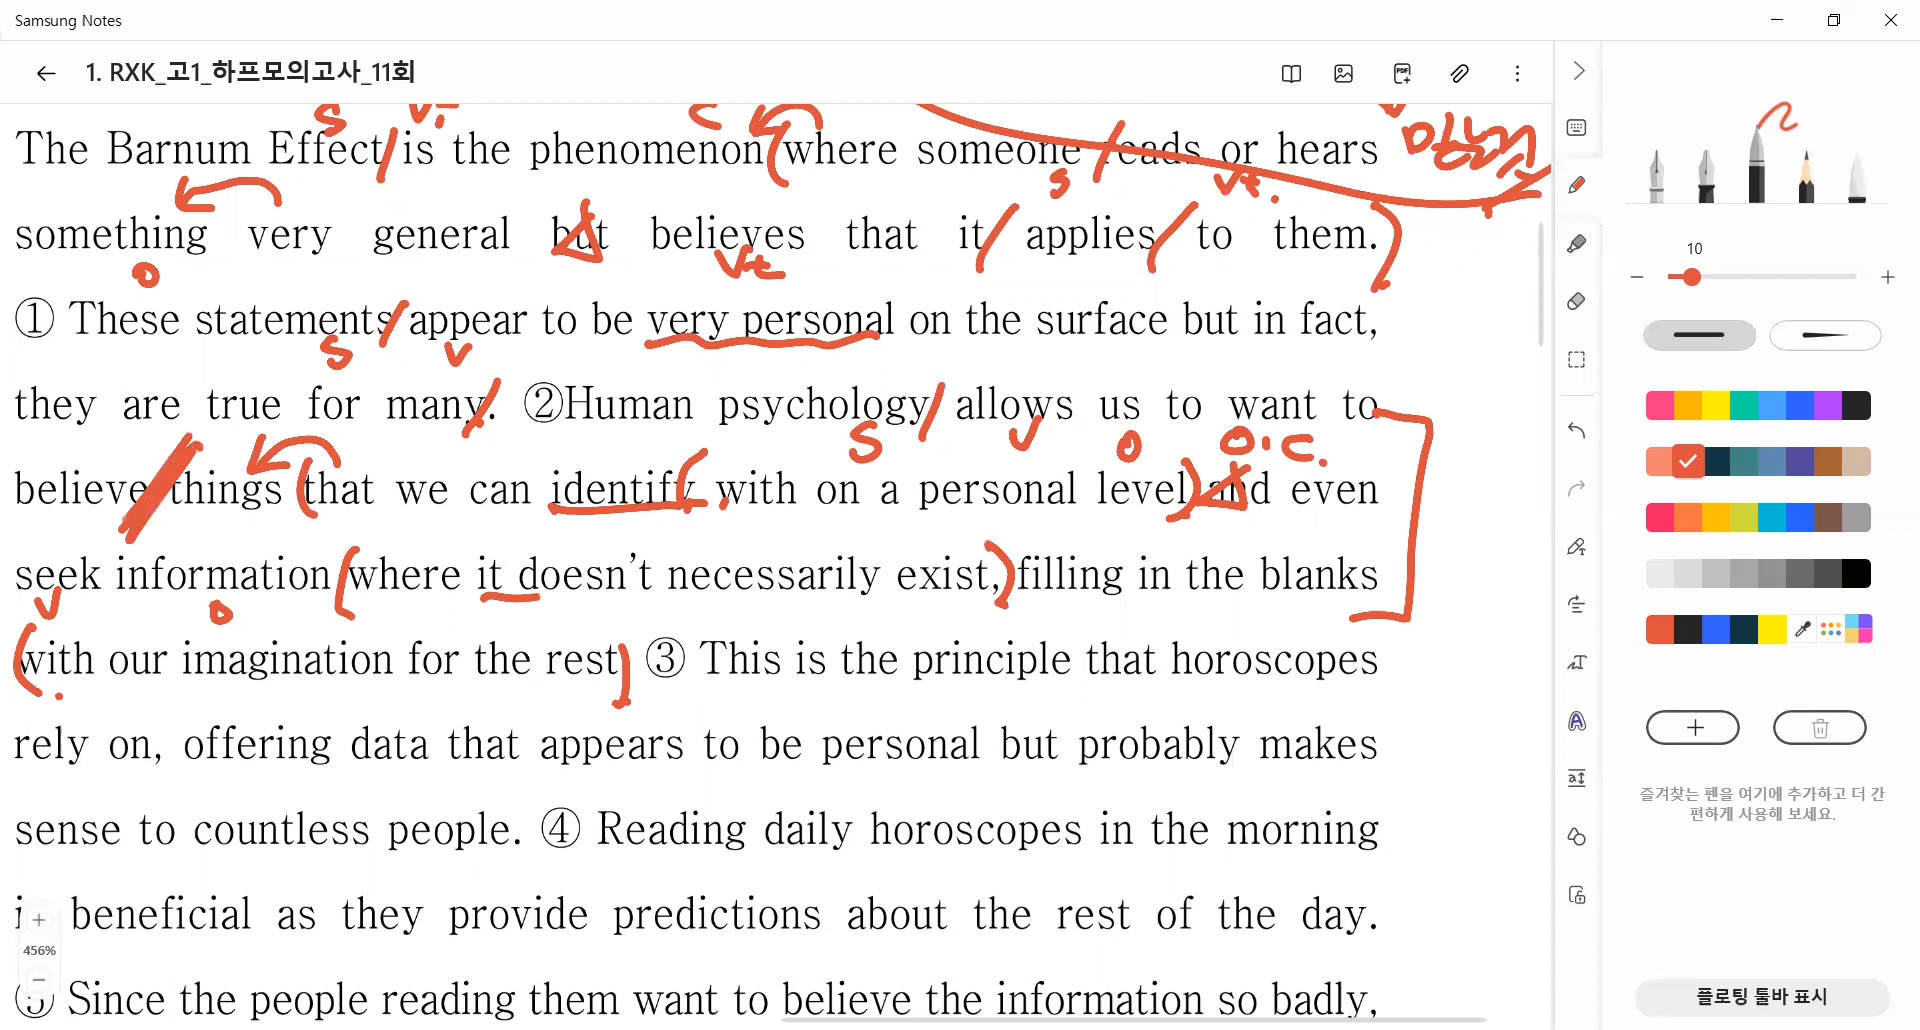 Samsung Notes
1. RXK_고1_하프모의고사_11회
S V. C
The Barnum Effect is the phenomenon where someone reads or hears
S Vt.
something very general but believes that it applies to them.
O Vt
① These statements appear to be very personal on the surface but in fact,
S V
they are true for many. ②Human psychology allows us to want to
S V O O.C.
believe things that we can identify with on a personal level and even
seek information where it doesn't necessarily exist, filling in the blanks
V O
with our imagination for the rest. ③ This is the principle that horoscopes
rely on, offering data that appears to be personal but probably makes
sense to countless people. ④ Reading daily horoscopes in the morning
beneficial as they provide predictions about the rest of the day.
⑤ Since the people reading them want to believe the information so badly,
456%
10
즐겨찾는 펜을 여기에 추가하고 더 간
편하게 사용해 보세요.
플로팅 툴바 표시